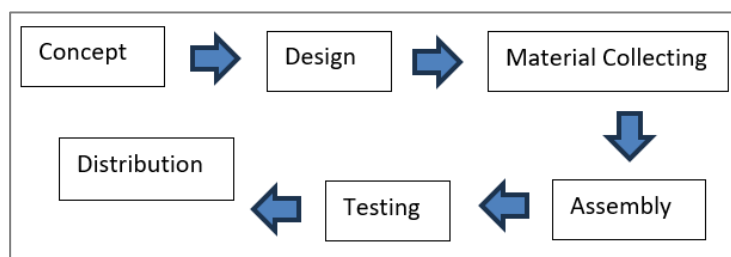 Concept
Design
Material Collecting
Assembly
Testing
Distribution